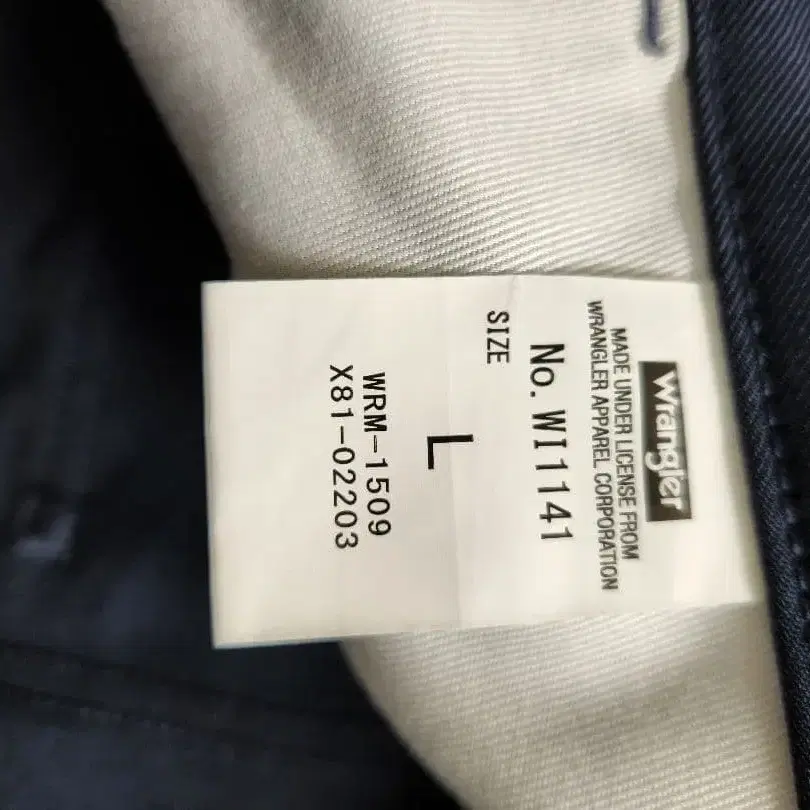 Wrangler
MADE UNDER LICENSE FROM
WRANGLER APPAREL CORPORATION
No. WI1141
SIZE
L
WRM-1509
X81-02203